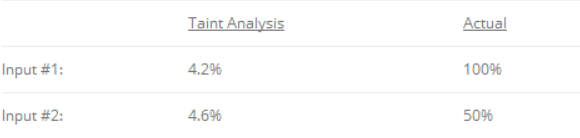 Taint Analysis Actual
Input #1: 4.2% 100%
Input #2: 4.6% 50%